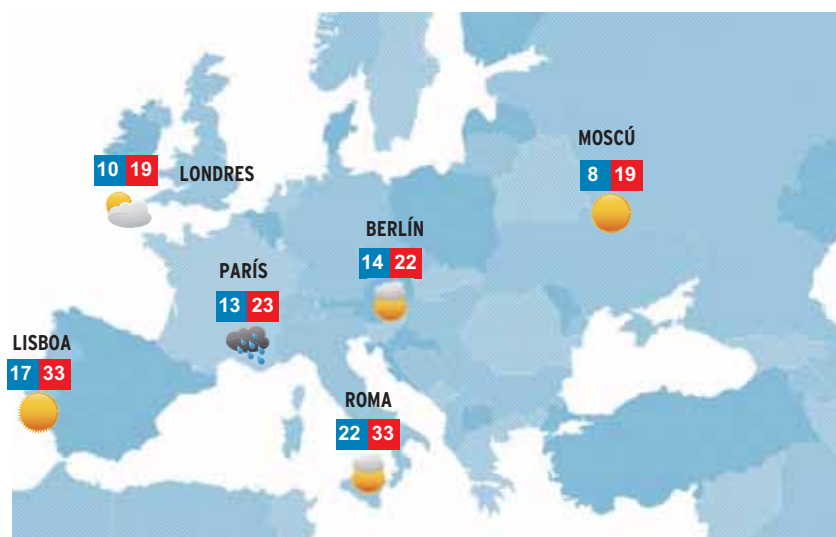 MOSCÚ
8 19
10 19
LONDRES
BERLÍN
14 22
PARÍS
13 23
LISBOA
17 33
ROMA
22 33